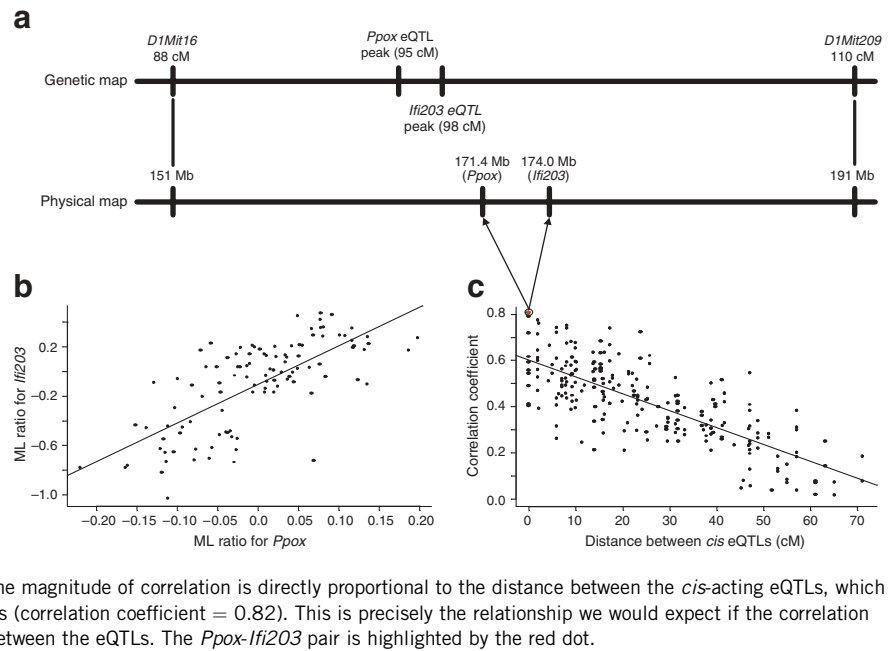 a
D1Mit16
88 cM
Ppox eQTL
peak (95 cM)
D1Mit209
110 cM
Genetic map
Ifi203 eQTL
peak (98 cM)
151 Mb
171.4 Mb
(Ppox)
174.0 Mb
(Ifi203)
191 Mb
Physical map
b
ML ratio for Ifi203
0.2
−0.2
−0.6
−1.0
−0.20 −0.15 −0.10 −0.05 0.0 0.05 0.10 0.15 0.20
ML ratio for Ppox
c
Correlation coefficient
0.8
0.6
0.4
0.2
0.0
0 10 20 30 40 50 60 70
Distance between cis eQTLs (cM)
he magnitude of correlation is directly proportional to the distance between the cis-acting eQTLs, which
s (correlation coefficient = 0.82). This is precisely the relationship we would expect if the correlation
etween the eQTLs. The Ppox-Ifi203 pair is highlighted by the red dot.